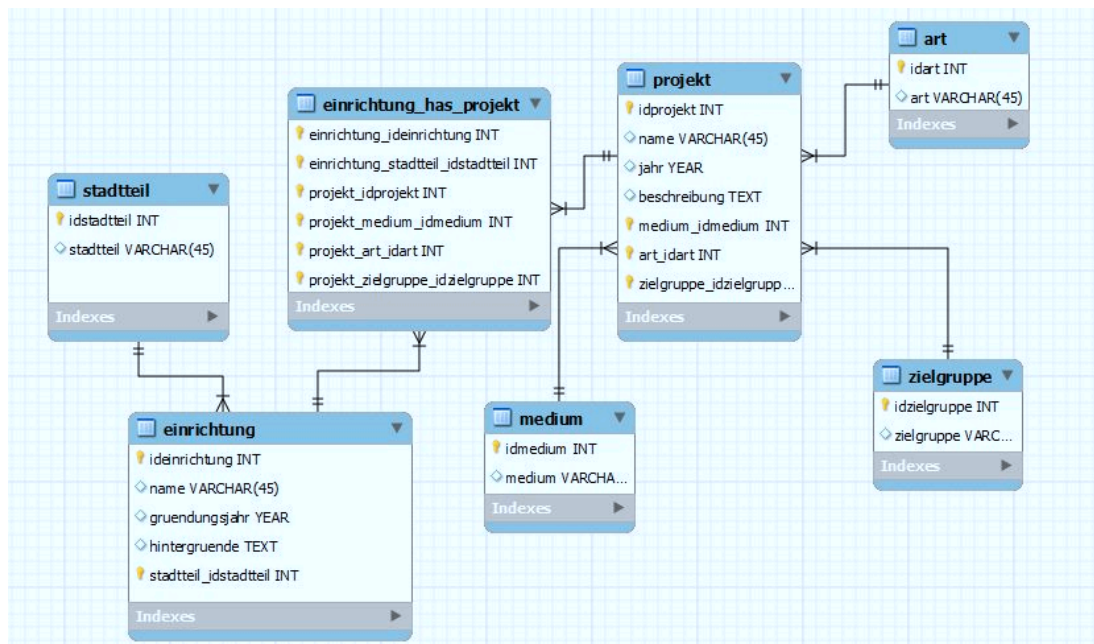 stadtteil
idstadtteil INT
stadtteil VARCHAR(45)
Indexes
einrichtung_has_projekt
einrichtung_ideinrichtung INT
einrichtung_stadtteil_idstadtteil INT
projekt_idprojekt INT
projekt_medium_idmedium INT
projekt_art_idart INT
projekt_zielgruppe_idzielgruppe INT
Indexes
projekt
idprojekt INT
name VARCHAR(45)
jahr YEAR
beschreibung TEXT
medium_idmedium INT
art_idart INT
zielgruppe_idzielgrupp...
Indexes
art
idart INT
art VARCHAR(45)
Indexes
einrichtung
ideinrichtung INT
name VARCHAR(45)
gruendungsjahr YEAR
hintergruende TEXT
stadtteil_idstadtteil INT
Indexes
medium
idmedium INT
medium VARCHA...
Indexes
zielgruppe
idzielgruppe INT
zielgruppe VARC...
Indexes